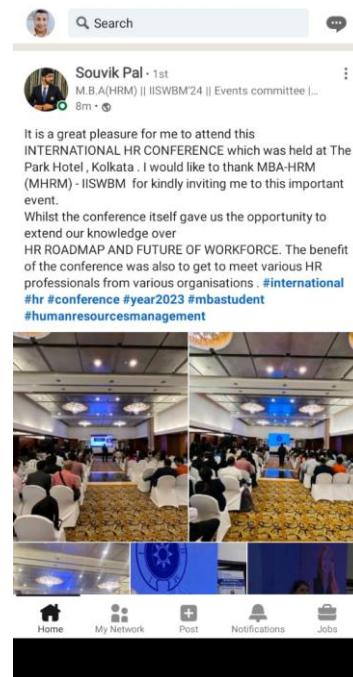 Search
Souvik Pal · 1st
M.B.A(HRM) || IISWBM'24 || Events committee |...
8m •
It is a great pleasure for me to attend this
INTERNATIONAL HR CONFERENCE which was held at The
Park Hotel , Kolkata . I would like to thank MBA-HRM
(MHRM) - IISWBM for kindly inviting me to this important
event.
Whilst the conference itself gave us the opportunity to
extend our knowledge over
HR ROADMAP AND FUTURE OF WORKFORCE. The benefit
of the conference was also to get to meet various HR
professionals from various organisations . #international
#hr #conference #year2023 #mbastudent
#humanresourcesmanagement
Home My Network Post Notifications Jobs